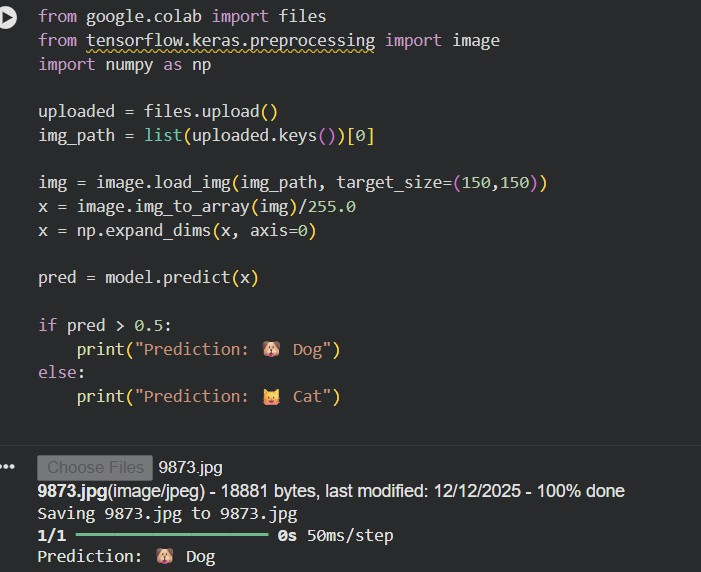 from google.colab import files
from tensorflow.keras.preprocessing import image
import numpy as np
uploaded = files.upload()
img_path = list(uploaded.keys())[0]
img = image.load_img(img_path, target_size=(150,150))
x = image.img_to_array(img)/255.0
x = np.expand_dims(x, axis=0)
pred = model.predict(x)
if pred > 0.5:
    print("Prediction: 🐶 Dog")
else:
    print("Prediction: 🐱 Cat")
Choose Files 9873.jpg
9873.jpg(image/jpeg) - 18881 bytes, last modified: 12/12/2025 - 100% done
Saving 9873.jpg to 9873.jpg
1/1 ━━━━━━━━━━━━━━━━━━━━ 0s 50ms/step
Prediction: 🐶 Dog